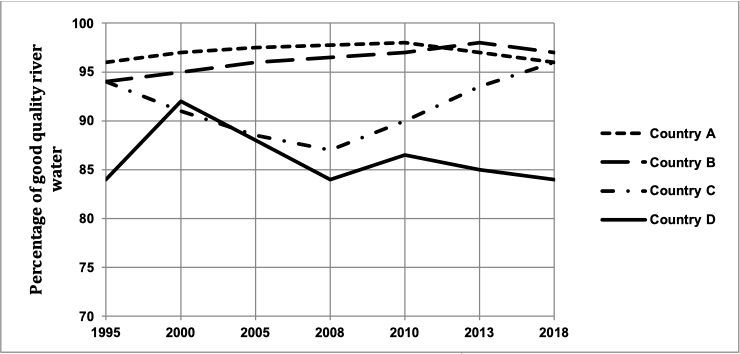 100
95
90
85
80
75
70
Percentage of good quality river
water
1995 2000 2005 2008 2010 2013 2018
Country A
Country B
Country C
Country D